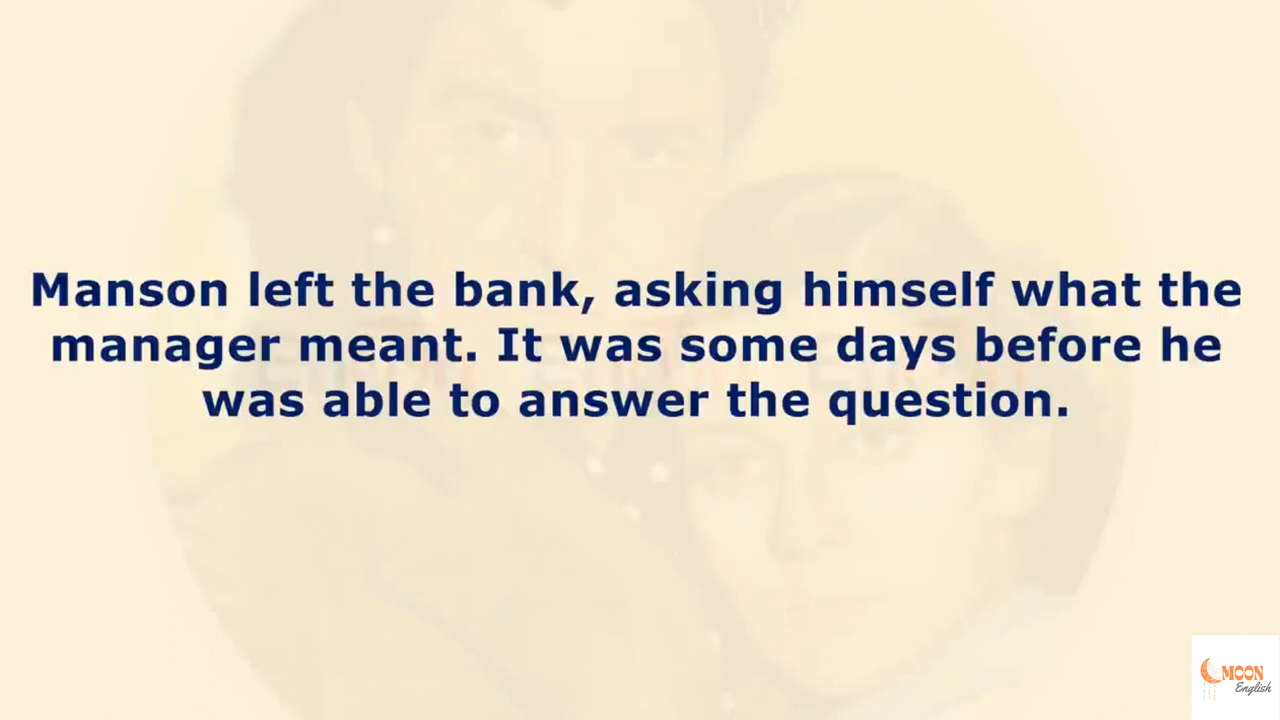 Manson left the bank, asking himself what the
manager meant. It was some days before he
was able to answer the question.
MOON
English